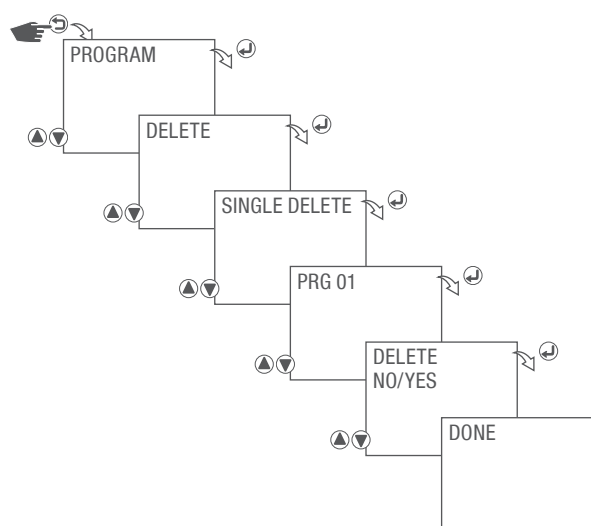 PROGRAM
DELETE
SINGLE DELETE
PRG 01
DELETE
NO/YES
DONE